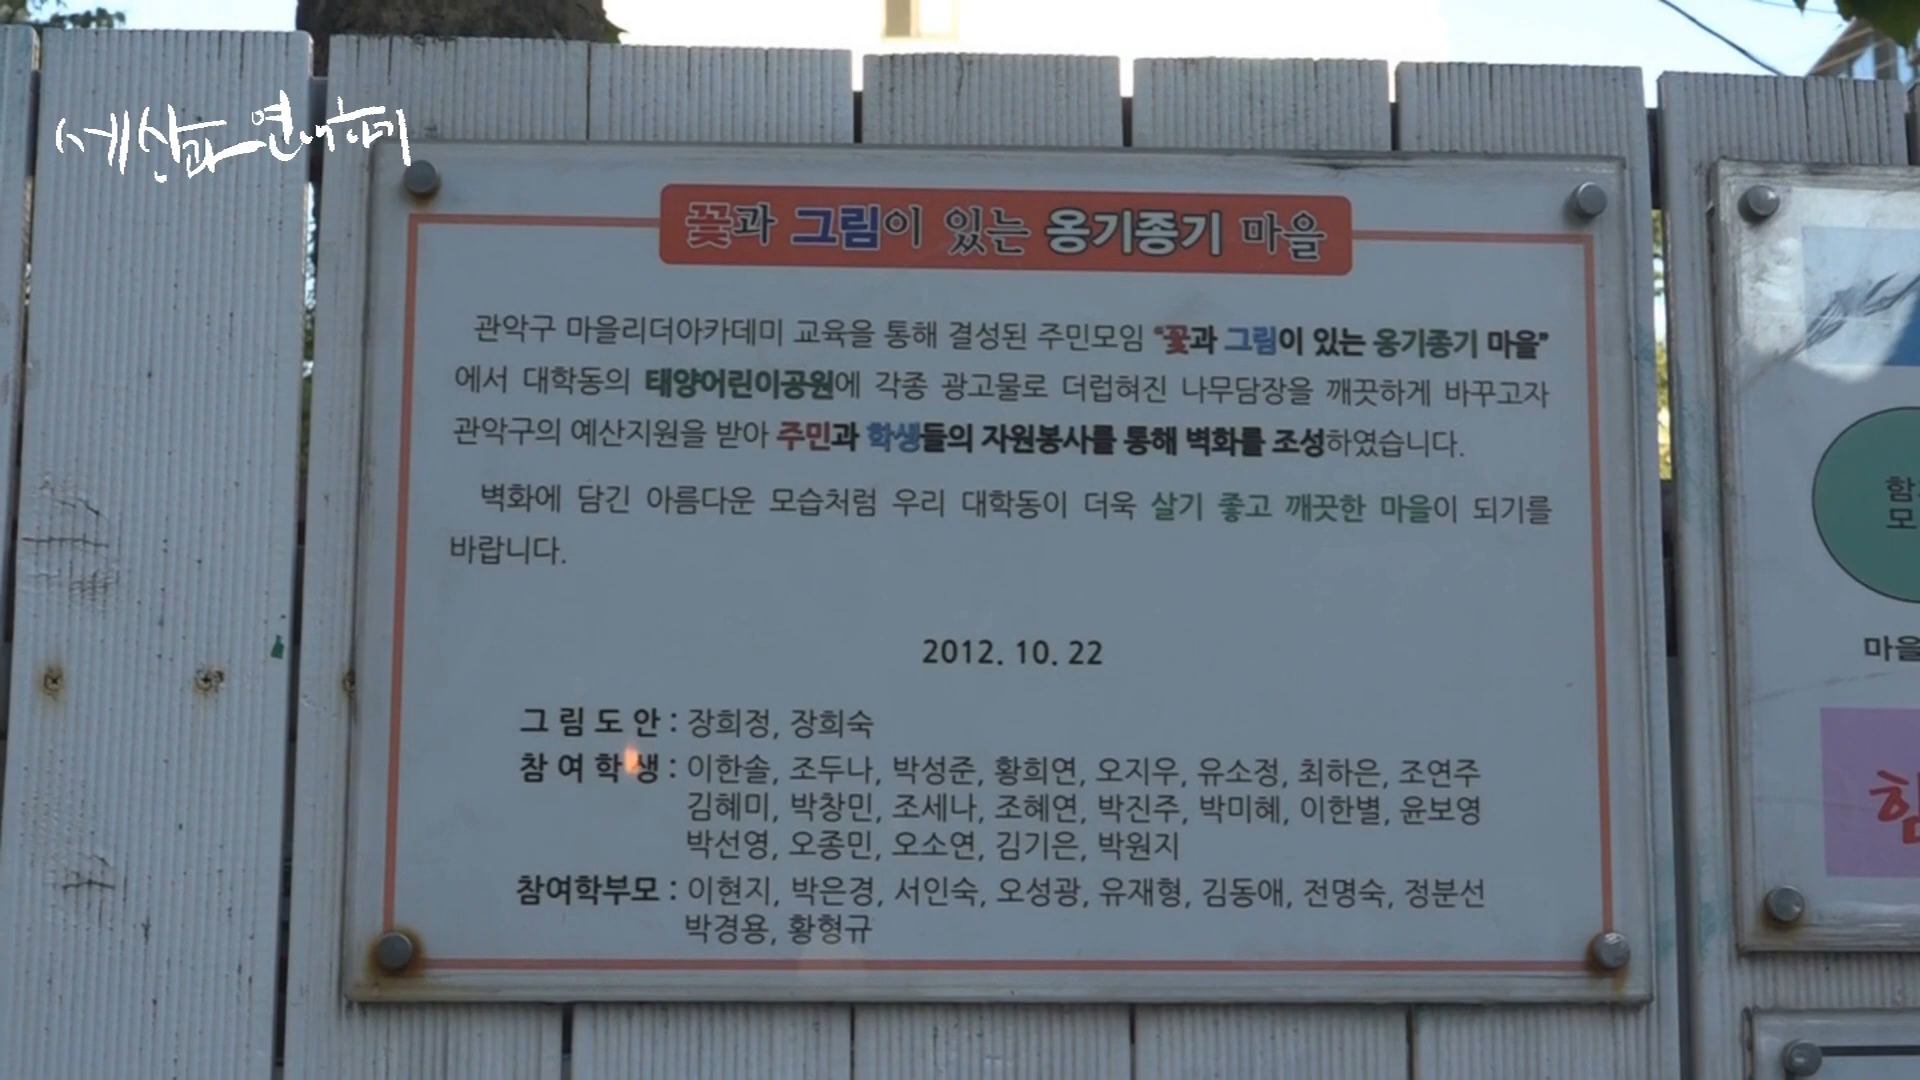 꽃과 그림이 있는 옹기종기 마을
관악구 마을리더아카데미 교육을 통해 결성된 주민모임 "꽃과 그림이 있는 옹기종기 마을"
에서 대학동의 태양어린이공원에 각종 광고물로 더럽혀진 나무담장을 깨끗하게 바꾸고자
관악구의 예산지원을 받아 주민과 학생들의 자원봉사를 통해 벽화를 조성하였습니다.
벽화에 담긴 아름다운 모습처럼 우리 대학동이 더욱 살기 좋고 깨끗한 마을이 되기를
바랍니다.
2012. 10. 22
그 림 도 안 : 장희정, 장희숙
참 여 학 생 : 이한솔, 조두나, 박성준, 황희연, 오지우, 유소정, 최하은, 조연주
김혜미, 박창민, 조세나, 조혜연, 박진주, 박미혜, 이한별, 윤보영
박선영, 오종민, 오소연, 김기은, 박원지
참여학부모 : 이현지, 박은경, 서인숙, 오성광, 유재형, 김동애, 전명숙, 정분선
박경용, 황형규
마을